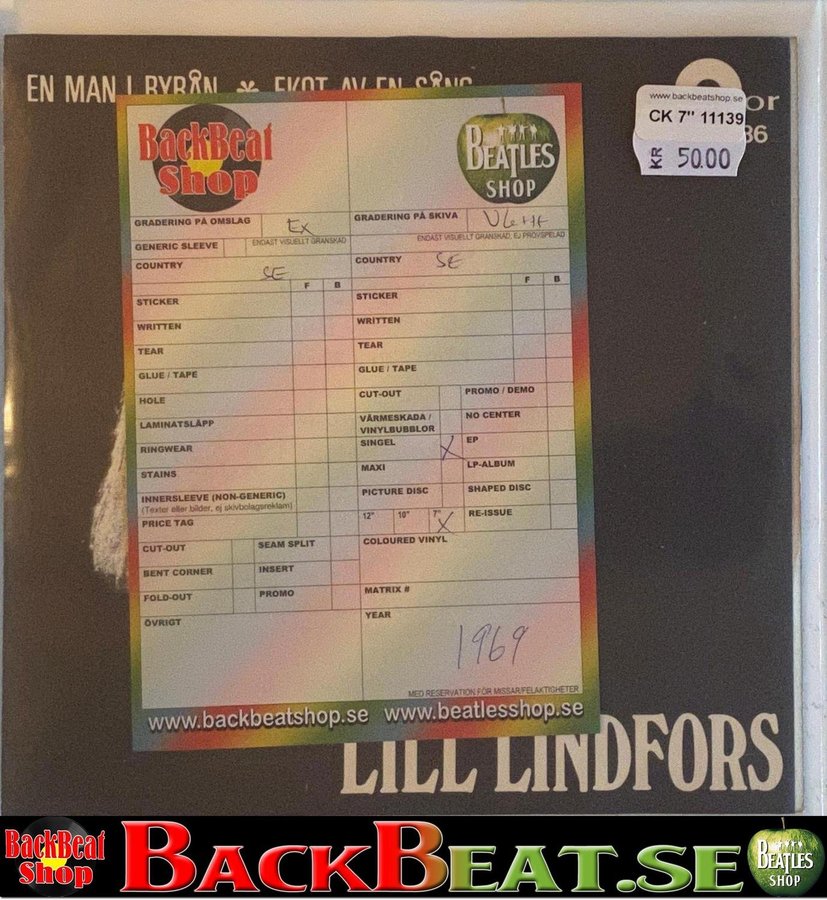 EN MAN I BYRÅN * EKOT AV EN SÅNG
or
86
www.backbeatshop.se
CK 7" 11139
KR 50.00
BackBeat
Shop
BEATLES
SHOP
GRADERING PÅ OMSLAG Ex
GRADERING PÅ SKIVA
GENERIC SLEEVE
ENDAST VISUELLT GRANSKAD
ENDAST VISUELLT GRANSKAD, EJ PROVSPELAD
COUNTRY SE
COUNTRY SE
F B
F B
STICKER
STICKER
WRITTEN
WRITTEN
TEAR
TEAR
GLUE / TAPE
GLUE / TAPE
HOLE
CUT-OUT
PROMO / DEMO
LAMINATSLÄPP
VÄRMESKADA /
VINYLBUBBLOR
NO CENTER
RINGWEAR
SINGEL X
EP
STAINS
MAXI
LP-ALBUM
INNERSLEEVE (NON-GENERIC)
(Texter eller bilder, ej skivbolagsreklam)
PICTURE DISC
SHAPED DISC
PRICE TAG
12" 10" 7" X
RE-ISSUE
CUT-OUT
SEAM SPLIT
COLOURED VINYL
BENT CORNER
INSERT
FOLD-OUT
PROMO
MATRIX #
ÖVRIGT
YEAR
1969
MED RESERVATION FÖR MISSAR/FELAKTIGHETER
www.backbeatshop.se www.beatlesshop.se
LILL LINDFORS
BackBeat
Shop
BACKBEAT.SE
BEATLES
SHOP